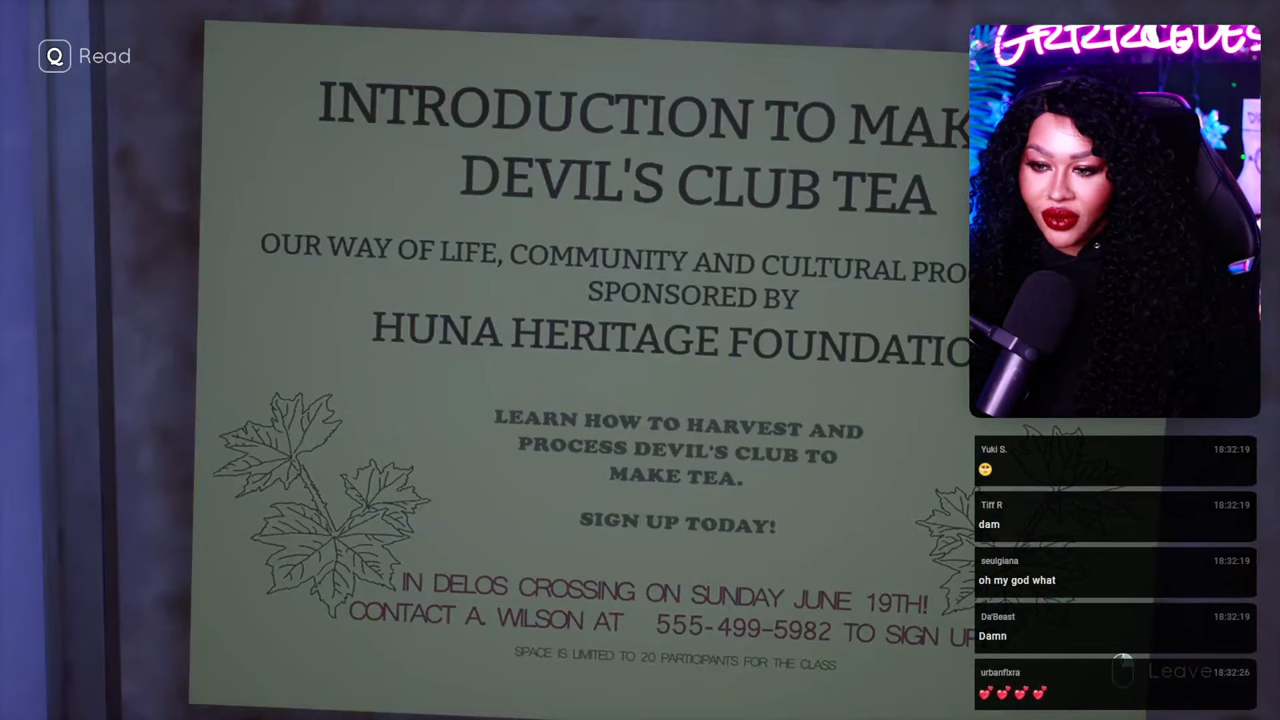 Q Read
INTRODUCTION TO MAK
DEVIL'S CLUB TEA
OUR WAY OF LIFE, COMMUNITY AND CULTURAL PRO
SPONSORED BY
HUNA HERITAGE FOUNDATIO
LEARN HOW TO HARVEST AND
PROCESS DEVIL'S CLUB TO
MAKE TEA.
SIGN UP TODAY!
IN DELOS CROSSING ON SUNDAY JUNE 19TH!
CONTACT A. WILSON AT 555-499-5982 TO SIGN UP
SPACE IS LIMITED TO 20 PARTICIPANTS FOR THE CLASS
Yuki S. 18:32:19
Tiff R 18:32:19
dam
seulgiana 18:32:19
oh my god what
Da'Beast 18:32:19
Damn
urbanflxra 18:32:26
Leave